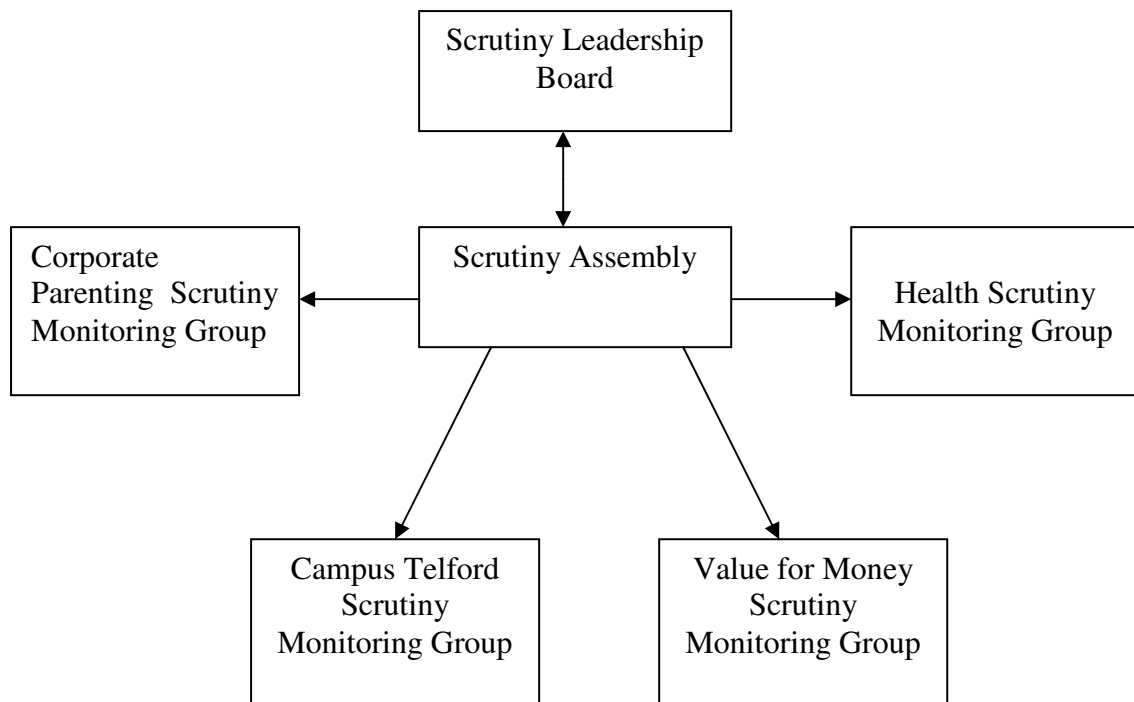 Scrutiny Leadership
Board
Corporate
Parenting Scrutiny
Monitoring Group
Scrutiny Assembly
Health Scrutiny
Monitoring Group
Campus Telford
Scrutiny
Monitoring Group
Value for Money
Scrutiny
Monitoring Group